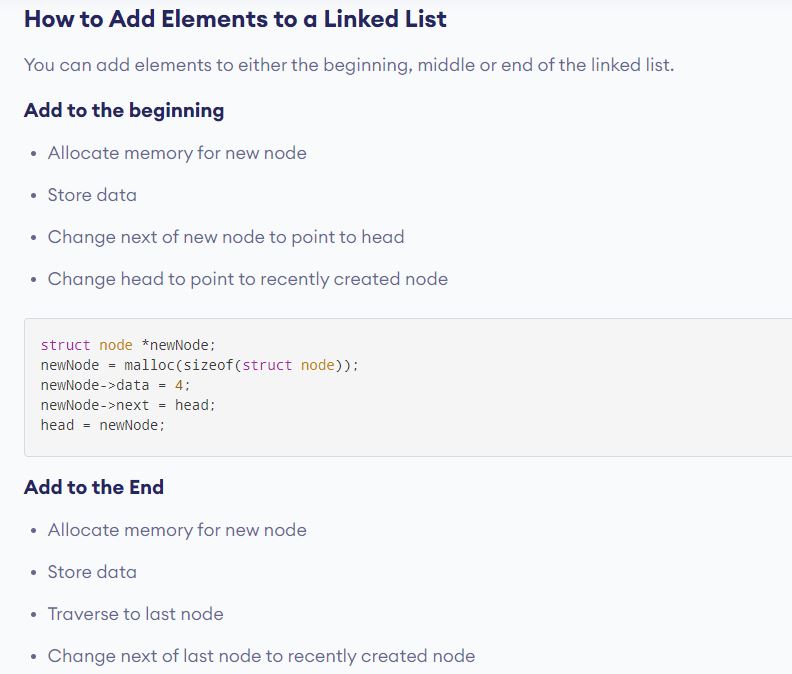 How to Add Elements to a Linked List
You can add elements to either the beginning, middle or end of the linked list.
Add to the beginning
• Allocate memory for new node
• Store data
• Change next of new node to point to head
• Change head to point to recently created node
struct node *newNode;
newNode = malloc(sizeof(struct node));
newNode->data = 4;
newNode->next = head;
head = newNode;
Add to the End
• Allocate memory for new node
• Store data
• Traverse to last node
• Change next of last node to recently created node